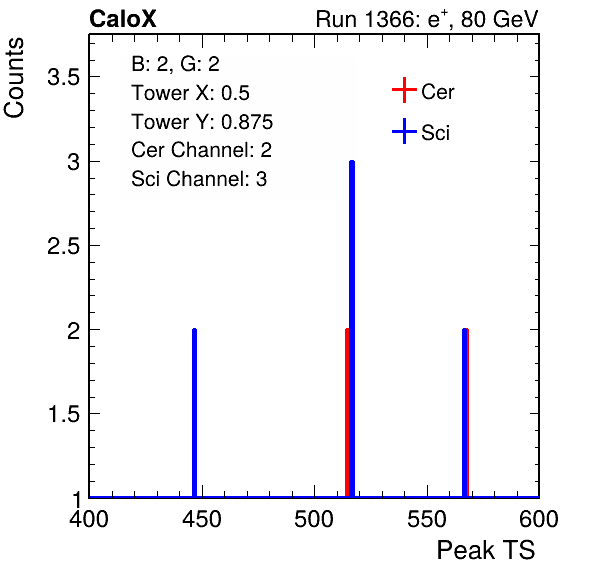 CaloX Run 1366: e⁺, 80 GeV
Counts
B: 2, G: 2
Tower X: 0.5
Tower Y: 0.875
Cer Channel: 2
Sci Channel: 3
Cer
Sci
3.5
3
2.5
2
1.5
1
400 450 500 550 600
Peak TS